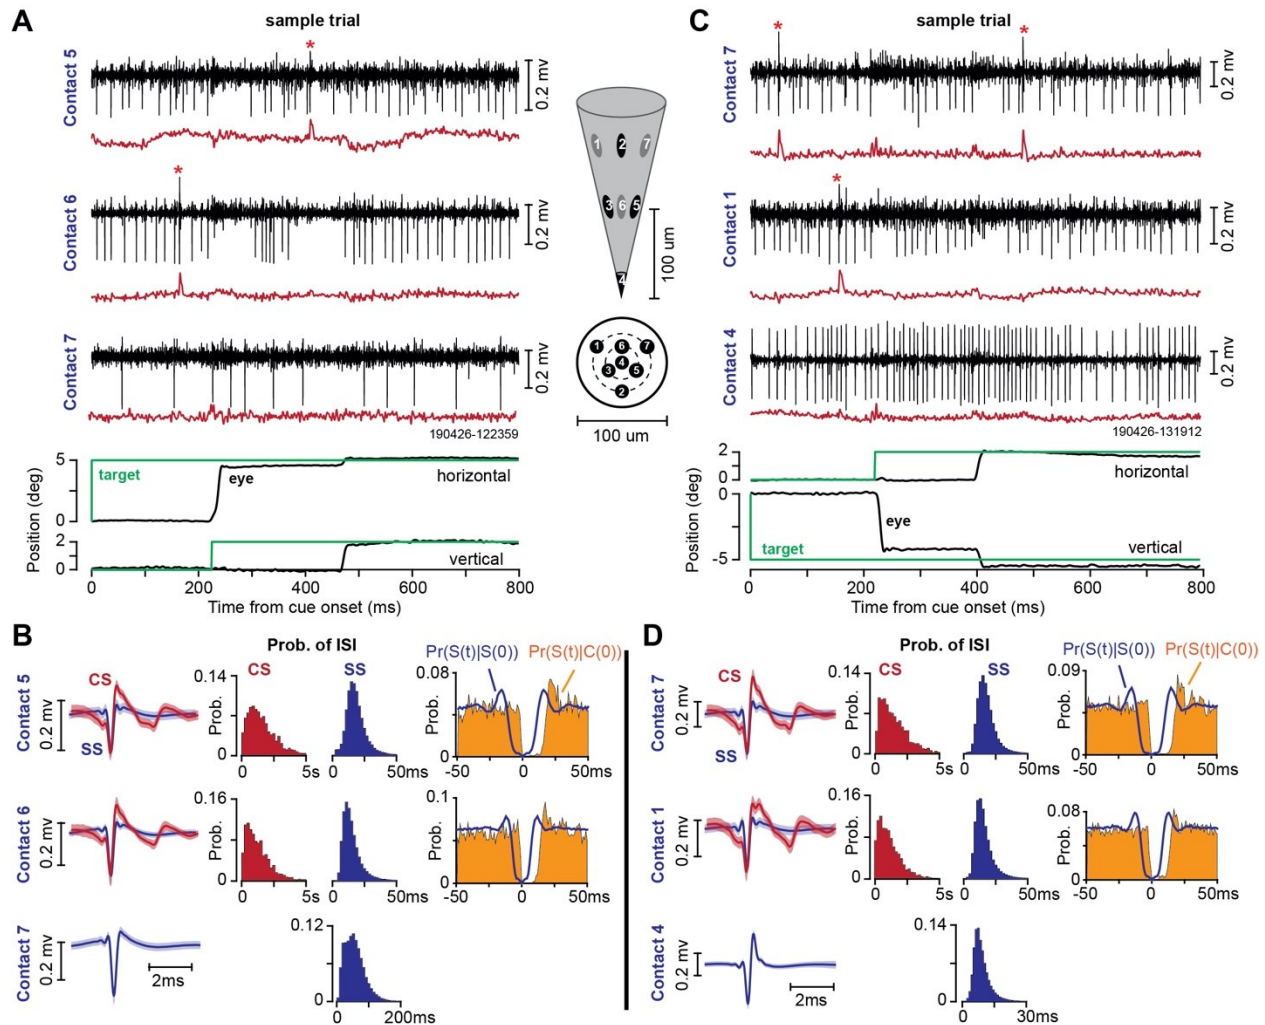 A
sample trial
Contact 5
0.2 mv
*
Contact 6
0.2 mv
*
Contact 7
0.2 mv
190426-122359
5
0
target
eye
horizontal
2
0
vertical
Position (deg)
0 200 400 600 800
Time from cue onset (ms)
1 2 7
3 6 5
4
100 um
1 6 7
4
3 5
2
100 um
C
sample trial
Contact 7
* *
0.2 mv
Contact 1
*
0.2 mv
Contact 4
0.2 mv
190426-131912
2
0
horizontal
0
-5
eye
target
vertical
Position (deg)
0 200 400 600 800
Time from cue onset (ms)
B
Prob. of ISI
Pr(S(t)|S(0)) Pr(S(t)|C(0))
Contact 5
0.2 mv
CS
SS
0.14
Prob.
CS
0 5s
SS
0 50ms
0.08
Prob.
0
-50 0 50ms
Contact 6
0.2 mv
0.16
Prob.
0
0 5s
0 50ms
0.1
Prob.
0
-50 0 50ms
Contact 7
0.2 mv
2ms
0.12
0
0 200ms
D
Prob. of ISI
Pr(S(t)|S(0)) Pr(S(t)|C(0))
Contact 7
0.2 mv
CS
SS
0.14
Prob.
0
CS
0 5s
SS
0 50ms
0.09
Prob.
0
-50 0 50ms
Contact 1
0.2 mv
0.16
Prob.
0
0 5s
0 50ms
0.08
Prob.
0
-50 0 50ms
Contact 4
0.2 mv
2ms
0.14
0
0 30ms